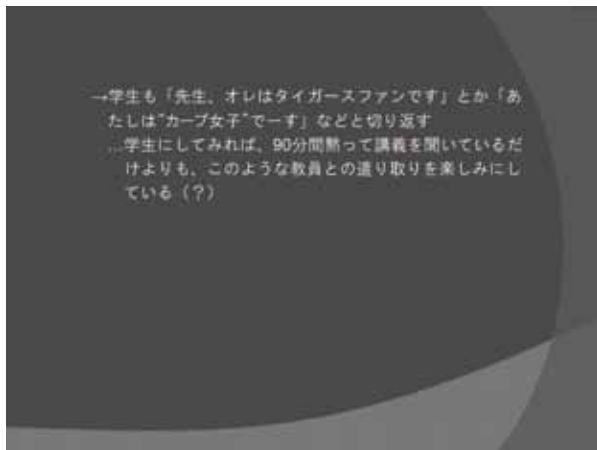 →学生も「先生、オレはタイガースファンです」とか「あ
たしは“カープ女子”でーす」などと切り返す
…学生にしてみれば、90分間黙って講義を聞いているだ
けよりも、このような教員との遣り取りを楽しみにし
ている（？）